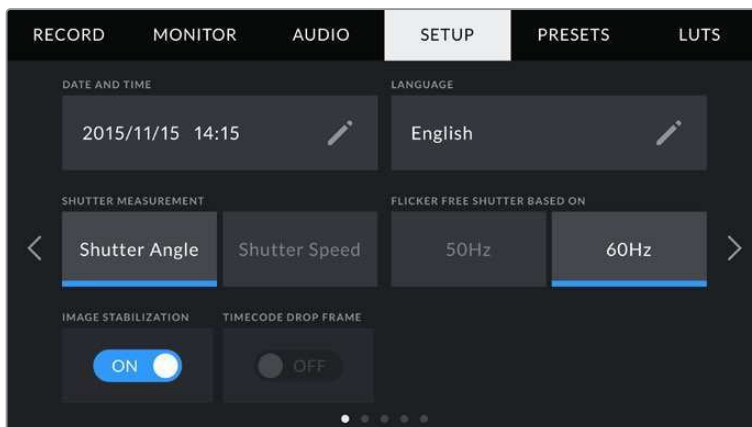 RECORD MONITOR AUDIO SETUP PRESETS LUTS
DATE AND TIME LANGUAGE
2015/11/15 14:15 English
SHUTTER MEASUREMENT FLICKER FREE SHUTTER BASED ON
Shutter Angle Shutter Speed 50Hz 60Hz
IMAGE STABILIZATION TIMECODE DROP FRAME
ON OFF